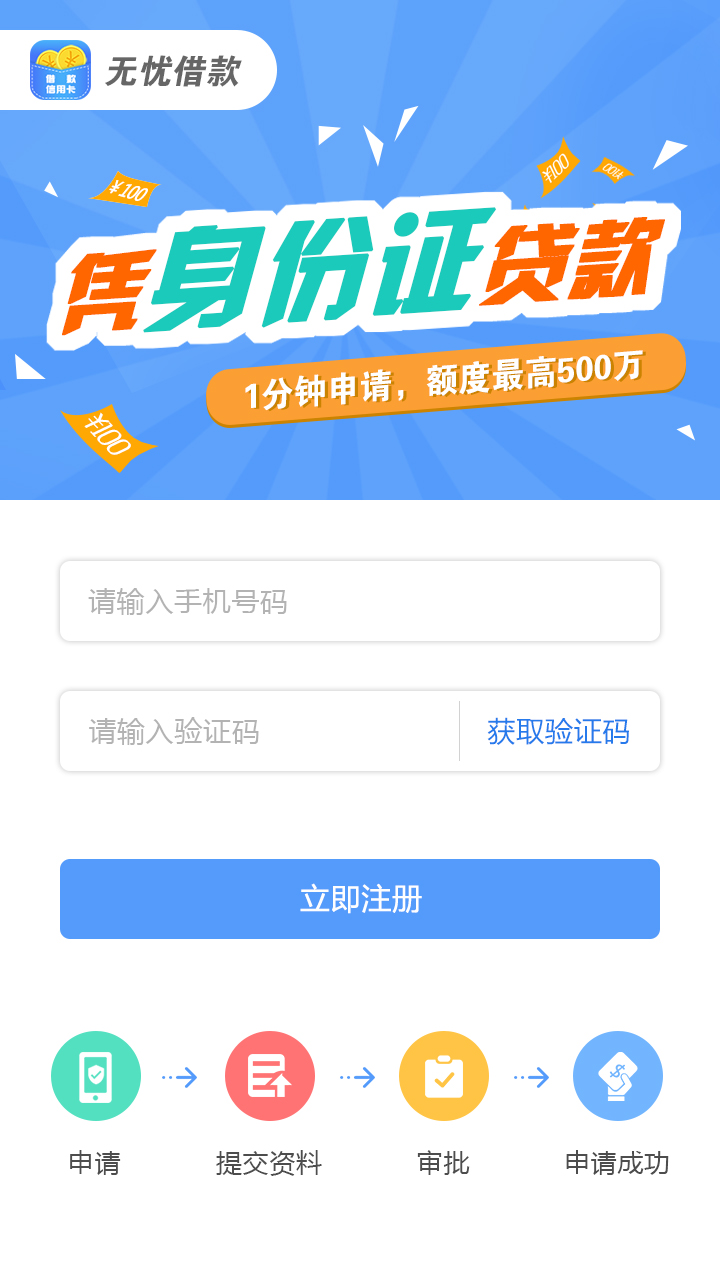 借 款
信用卡
无忧借款
¥100
¥100
¥100
凭身份证贷款
1分钟申请，额度最高500万
¥100
请输入手机号码
请输入验证码
获取验证码
立即注册
申请
提交资料
审批
申请成功